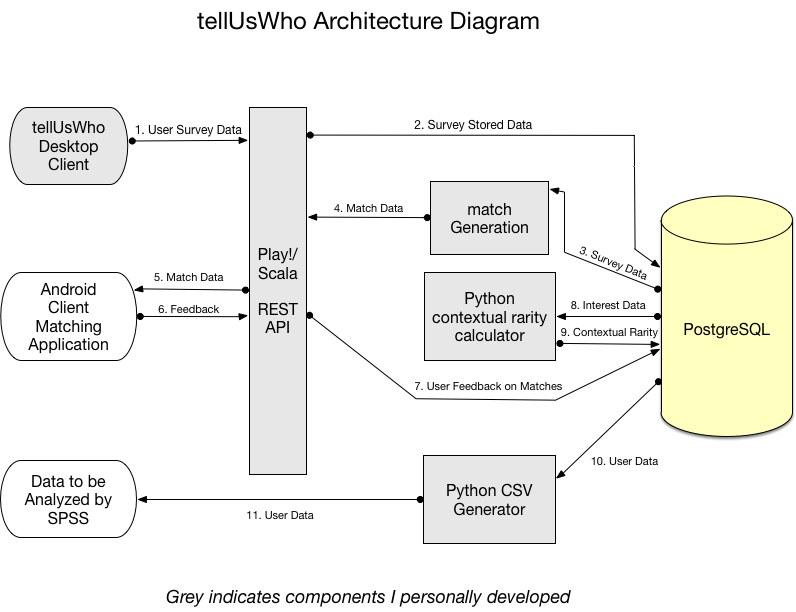 tellUsWho Architecture Diagram
tellUsWho
Desktop
Client
1. User Survey Data
2. Survey Stored Data
match
Generation
4. Match Data
3. Survey Data
Play!/
Scala
REST
API
5. Match Data
6. Feedback
Android
Client
Matching
Application
Python
contextual rarity
calculator
8. Interest Data
9. Contextual Rarity
PostgreSQL
7. User Feedback on Matches
10. User Data
Data to be
Analyzed by
SPSS
Python CSV
Generator
11. User Data
Grey indicates components I personally developed